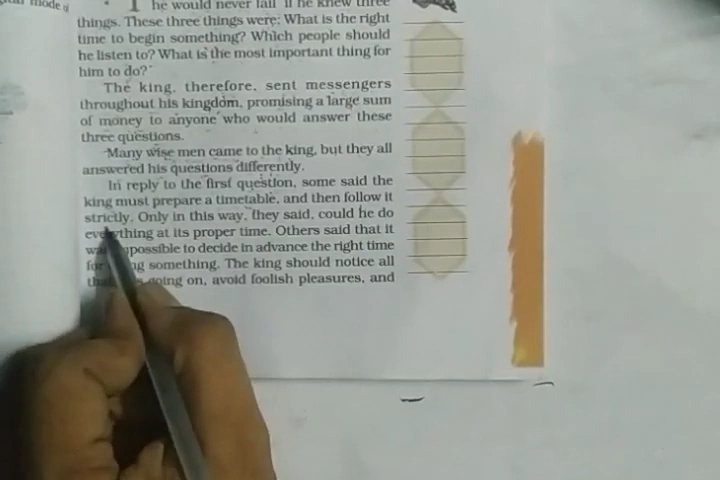 mode
he would never fail if he knew three
things. These three things were: What is the right
time to begin something? Which people should
he listen to? What is the most important thing for
him to do?
The king, therefore, sent messengers
throughout his kingdom, promising a large sum
of money to anyone who would answer these
three questions.
Many wise men came to the king, but they all
answered his questions differently.
In reply to the first question, some said the
king must prepare a timetable, and then follow it
strictly. Only in this way, they said, could he do
everything at its proper time. Others said that it
impossible to decide in advance the right time
something. The king should notice all
going on, avoid foolish pleasures, and